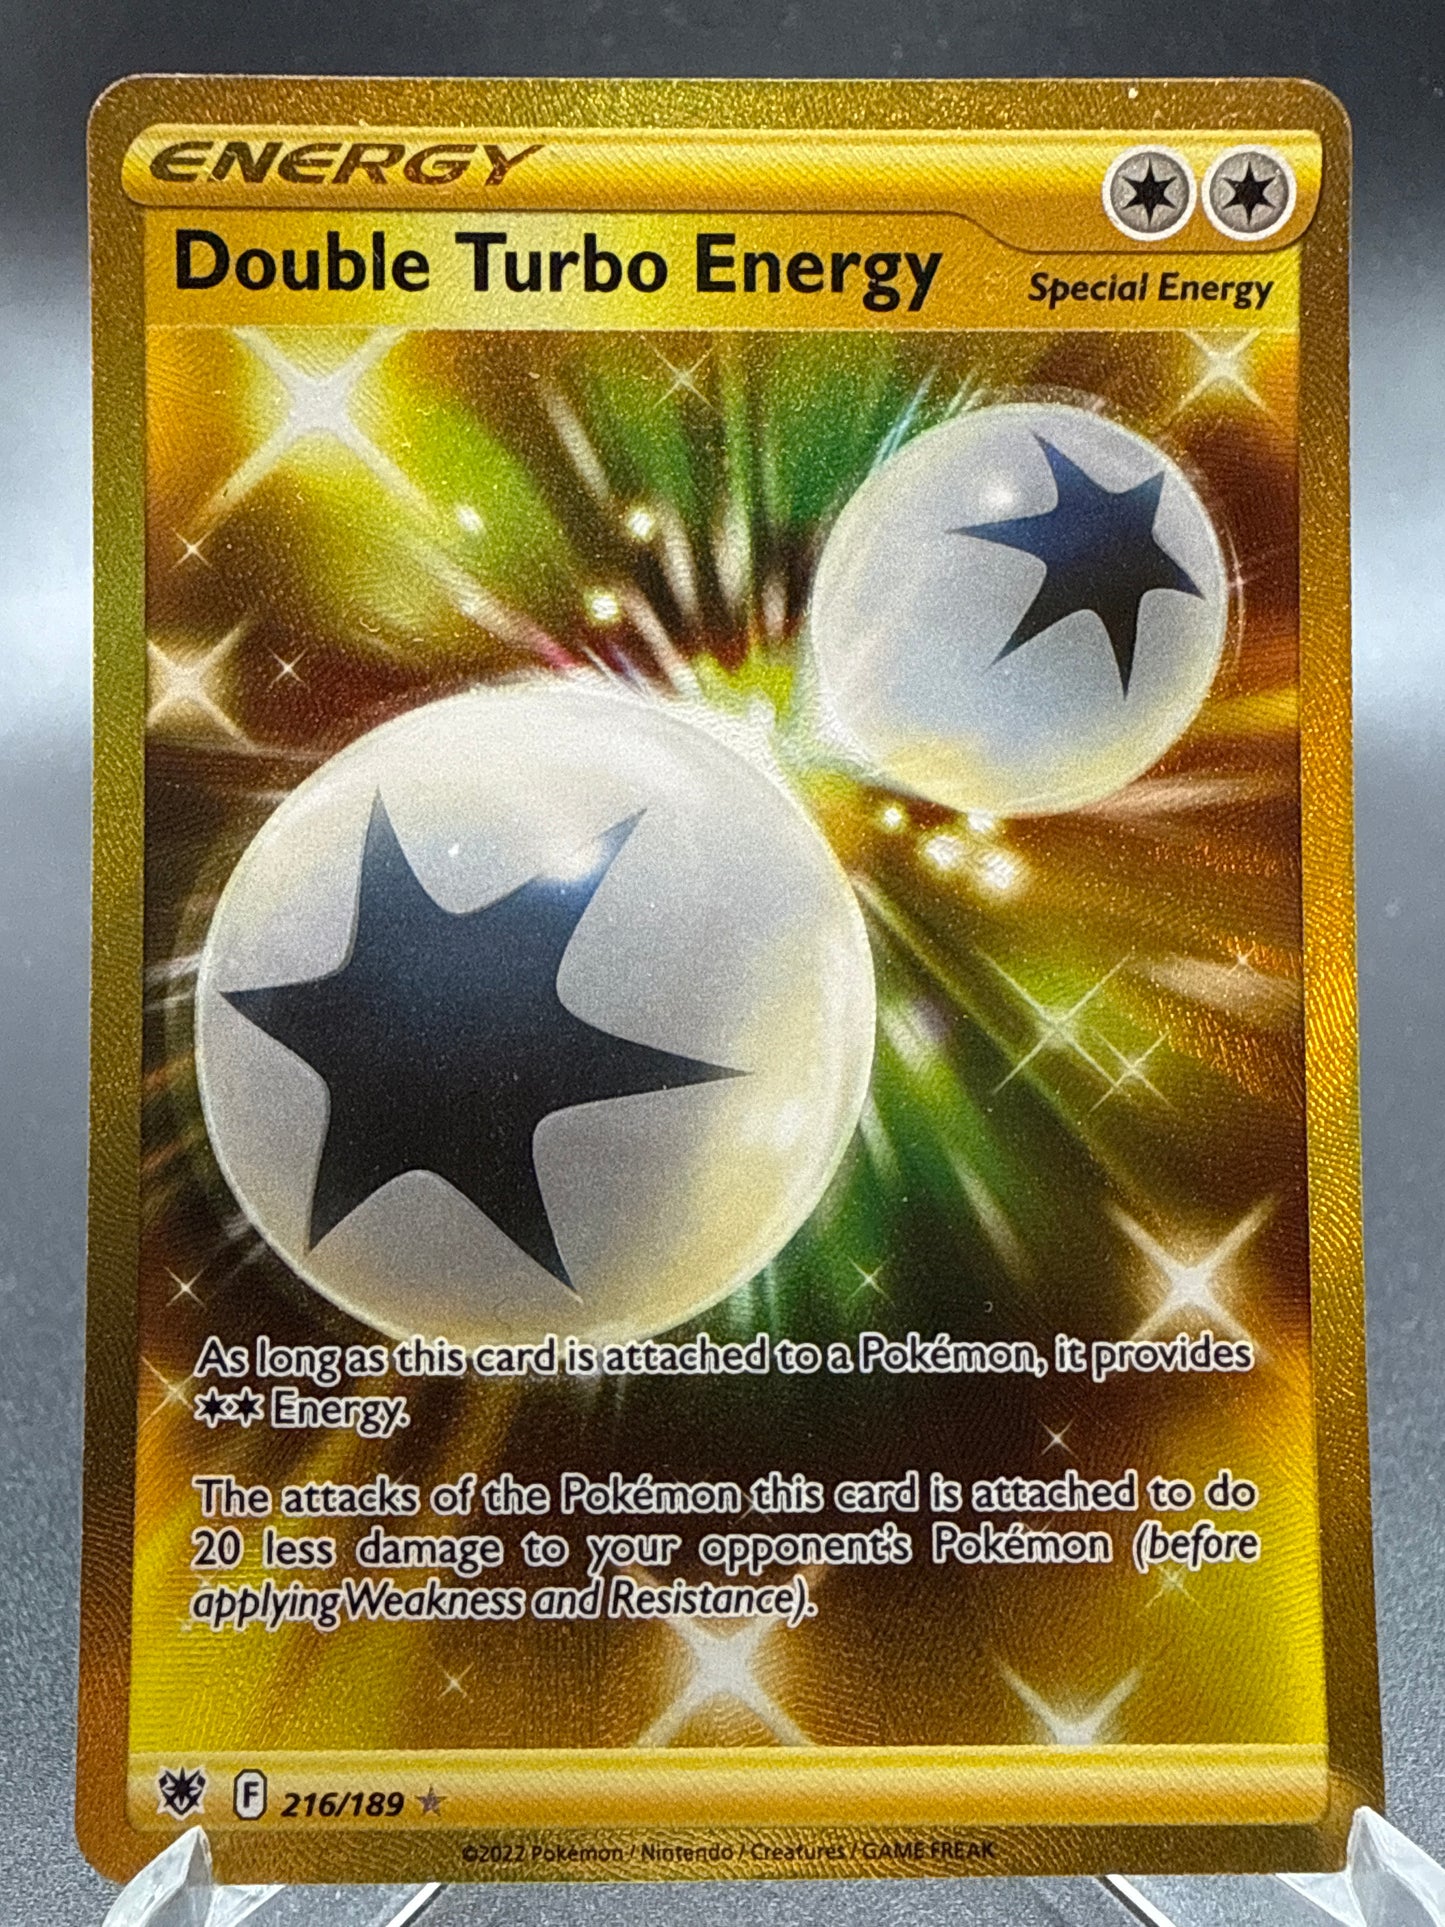 ENERGY
Double Turbo Energy
Special Energy
As long as this card is attached to a Pokémon, it provides
Energy.
The attacks of the Pokémon this card is attached to do
20 less damage to your opponent's Pokémon (before
applying Weakness and Resistance).
F 216/189
©2022 Pokémon / Nintendo / Creatures / GAME FREAK